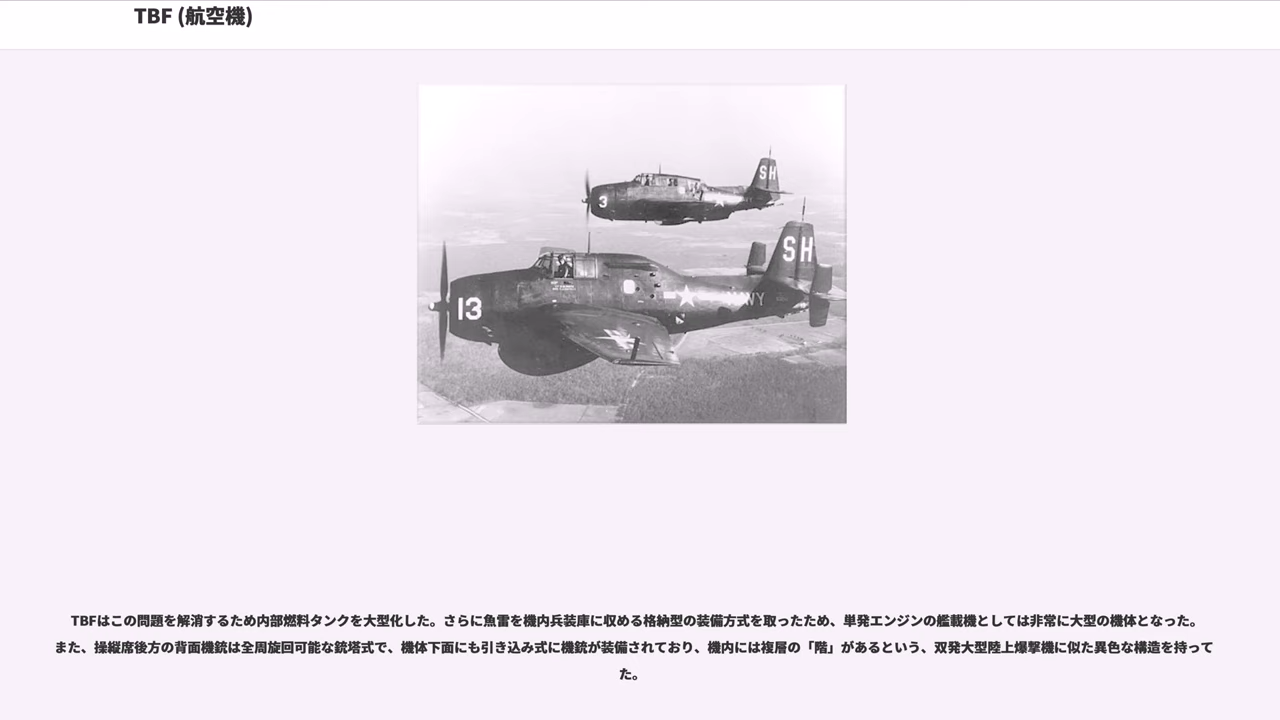 TBF (航空機)
SH
3
SH
13
NAVY
TBFはこの問題を解消するため内部燃料タンクを大型化した。さらに魚雷を機内兵装庫に収める格納型の装備方式を取ったため、単発エンジンの艦載機としては非常に大型の機体となった。
また、操縦席後方の背面機銃は全周旋回可能な銃塔式で、機体下面にも引き込み式に機銃が装備されており、機内には複層の「階」があるという、双発大型陸上爆撃機に似た異色な構造を持って
た。